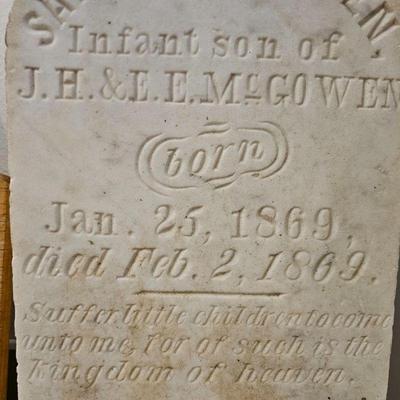 Infant son of
J.H. & E.E. McGOWEN
born
Jan. 25, 1869,
died Feb. 2, 1869.
Suffer little children to come
unto me, for of such is the
kingdom of heaven.